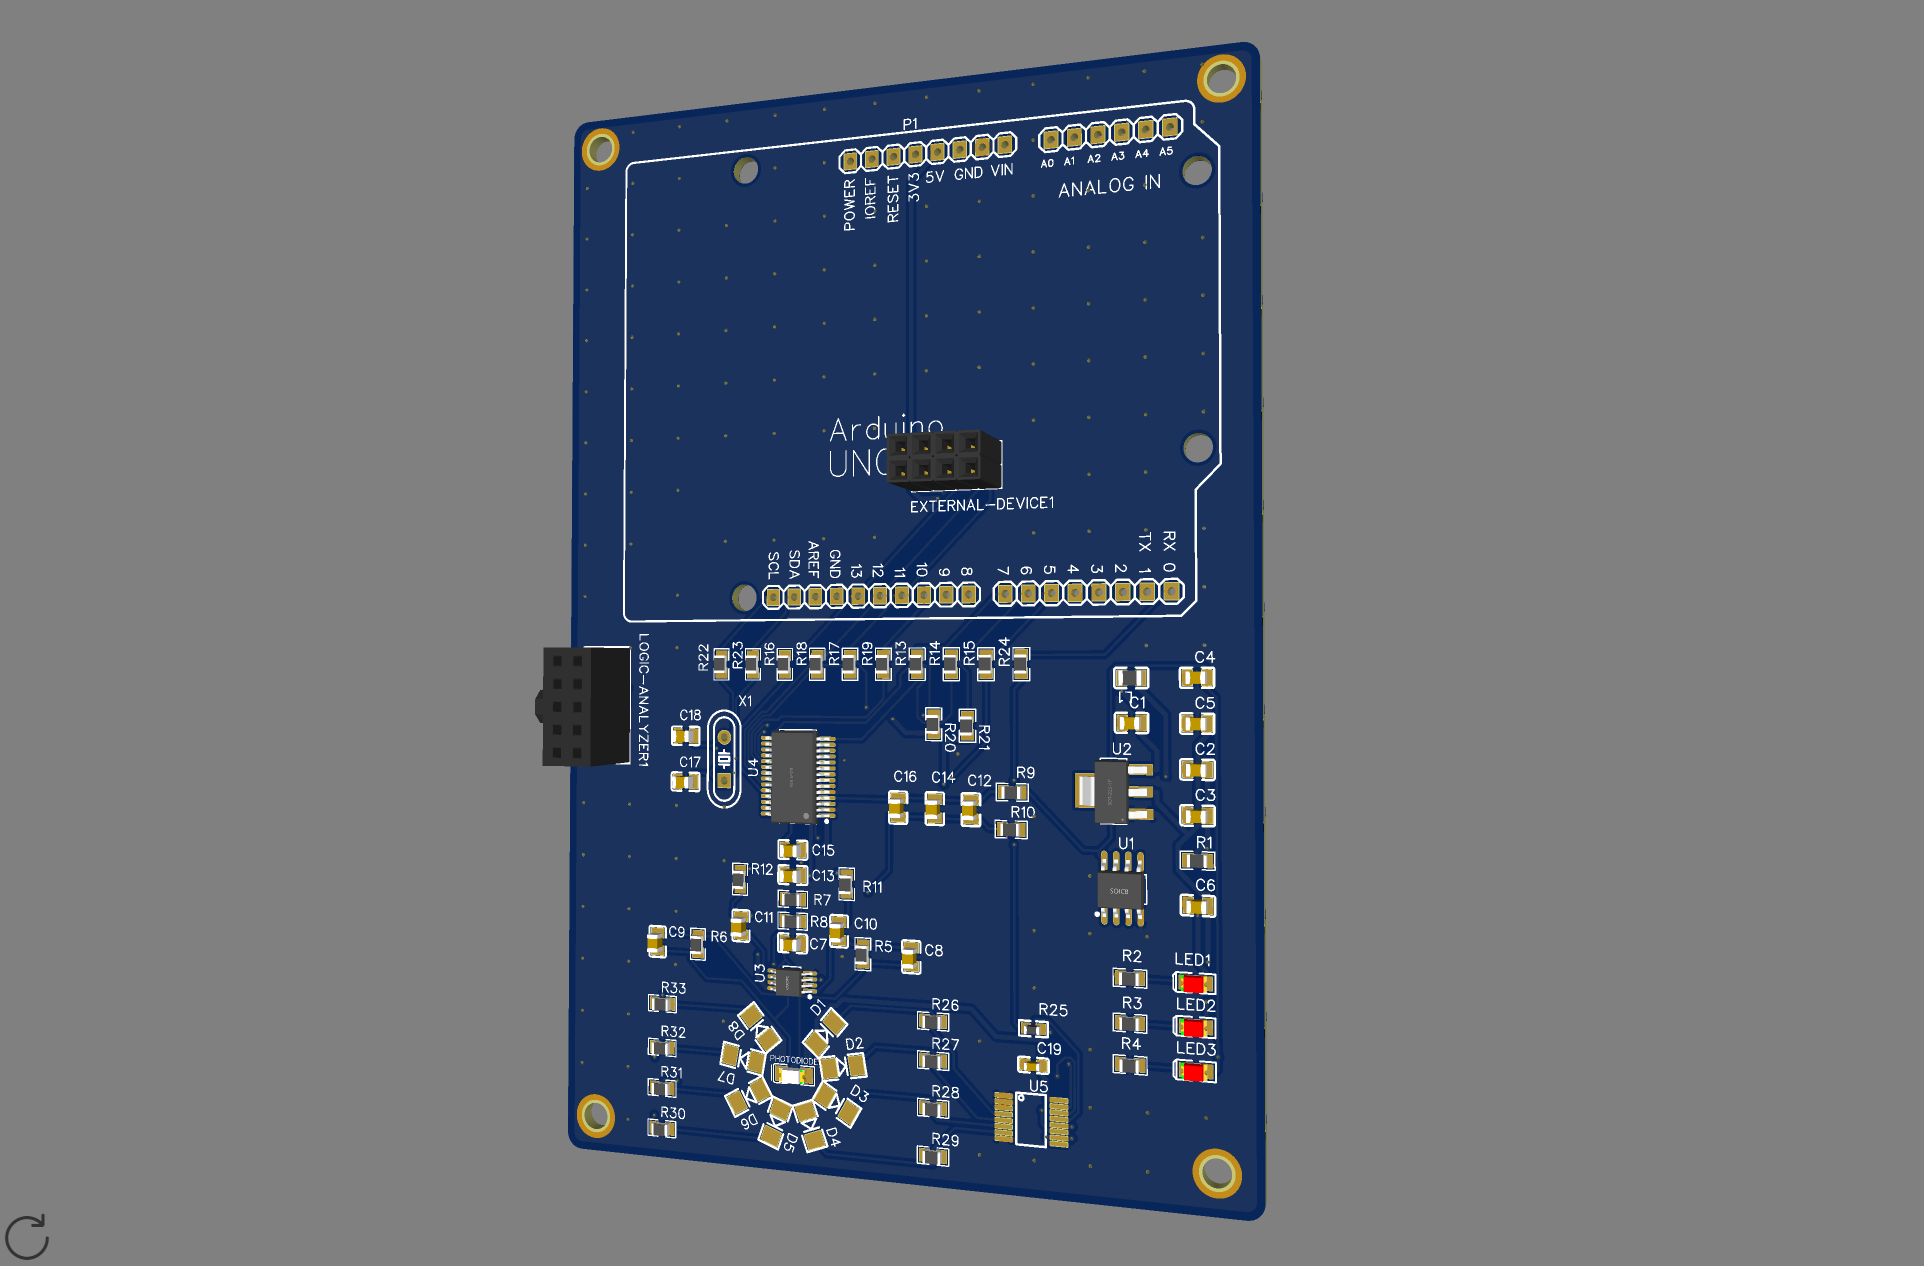 P1
POWER
IOREF
RESET
3V3
5V
GND
VIN
A0
A1
A2
A3
A4
A5
ANALOG IN
Arduino
EXTERNAL-DEVICE1
SCL
SDA
AREF
GND
13
12
11
10
9
8
7
6
5
4
3
2
TX 1
RX 0
LOGIC-ANALYZER1
R22
R23
R16
R18
R17
R19
R13
R14
R15
R24
C4
L1
C1
C5
X1
C18
R20
R21
U2
C2
C17
U4
C16
C14
C12
R9
R10
C3
U1
R1
SOIC8
C15
R12
C13
R11
R7
C6
C11
R8
C10
C9
R6
C7
R5
C8
U3
R2
LED1
R33
D8
D1
R26
R25
R3
LED2
R32
D7
PHOTODIODE
D2
R27
C19
R4
LED3
R31
D6
D3
R28
U5
R30
D5
D4
R29